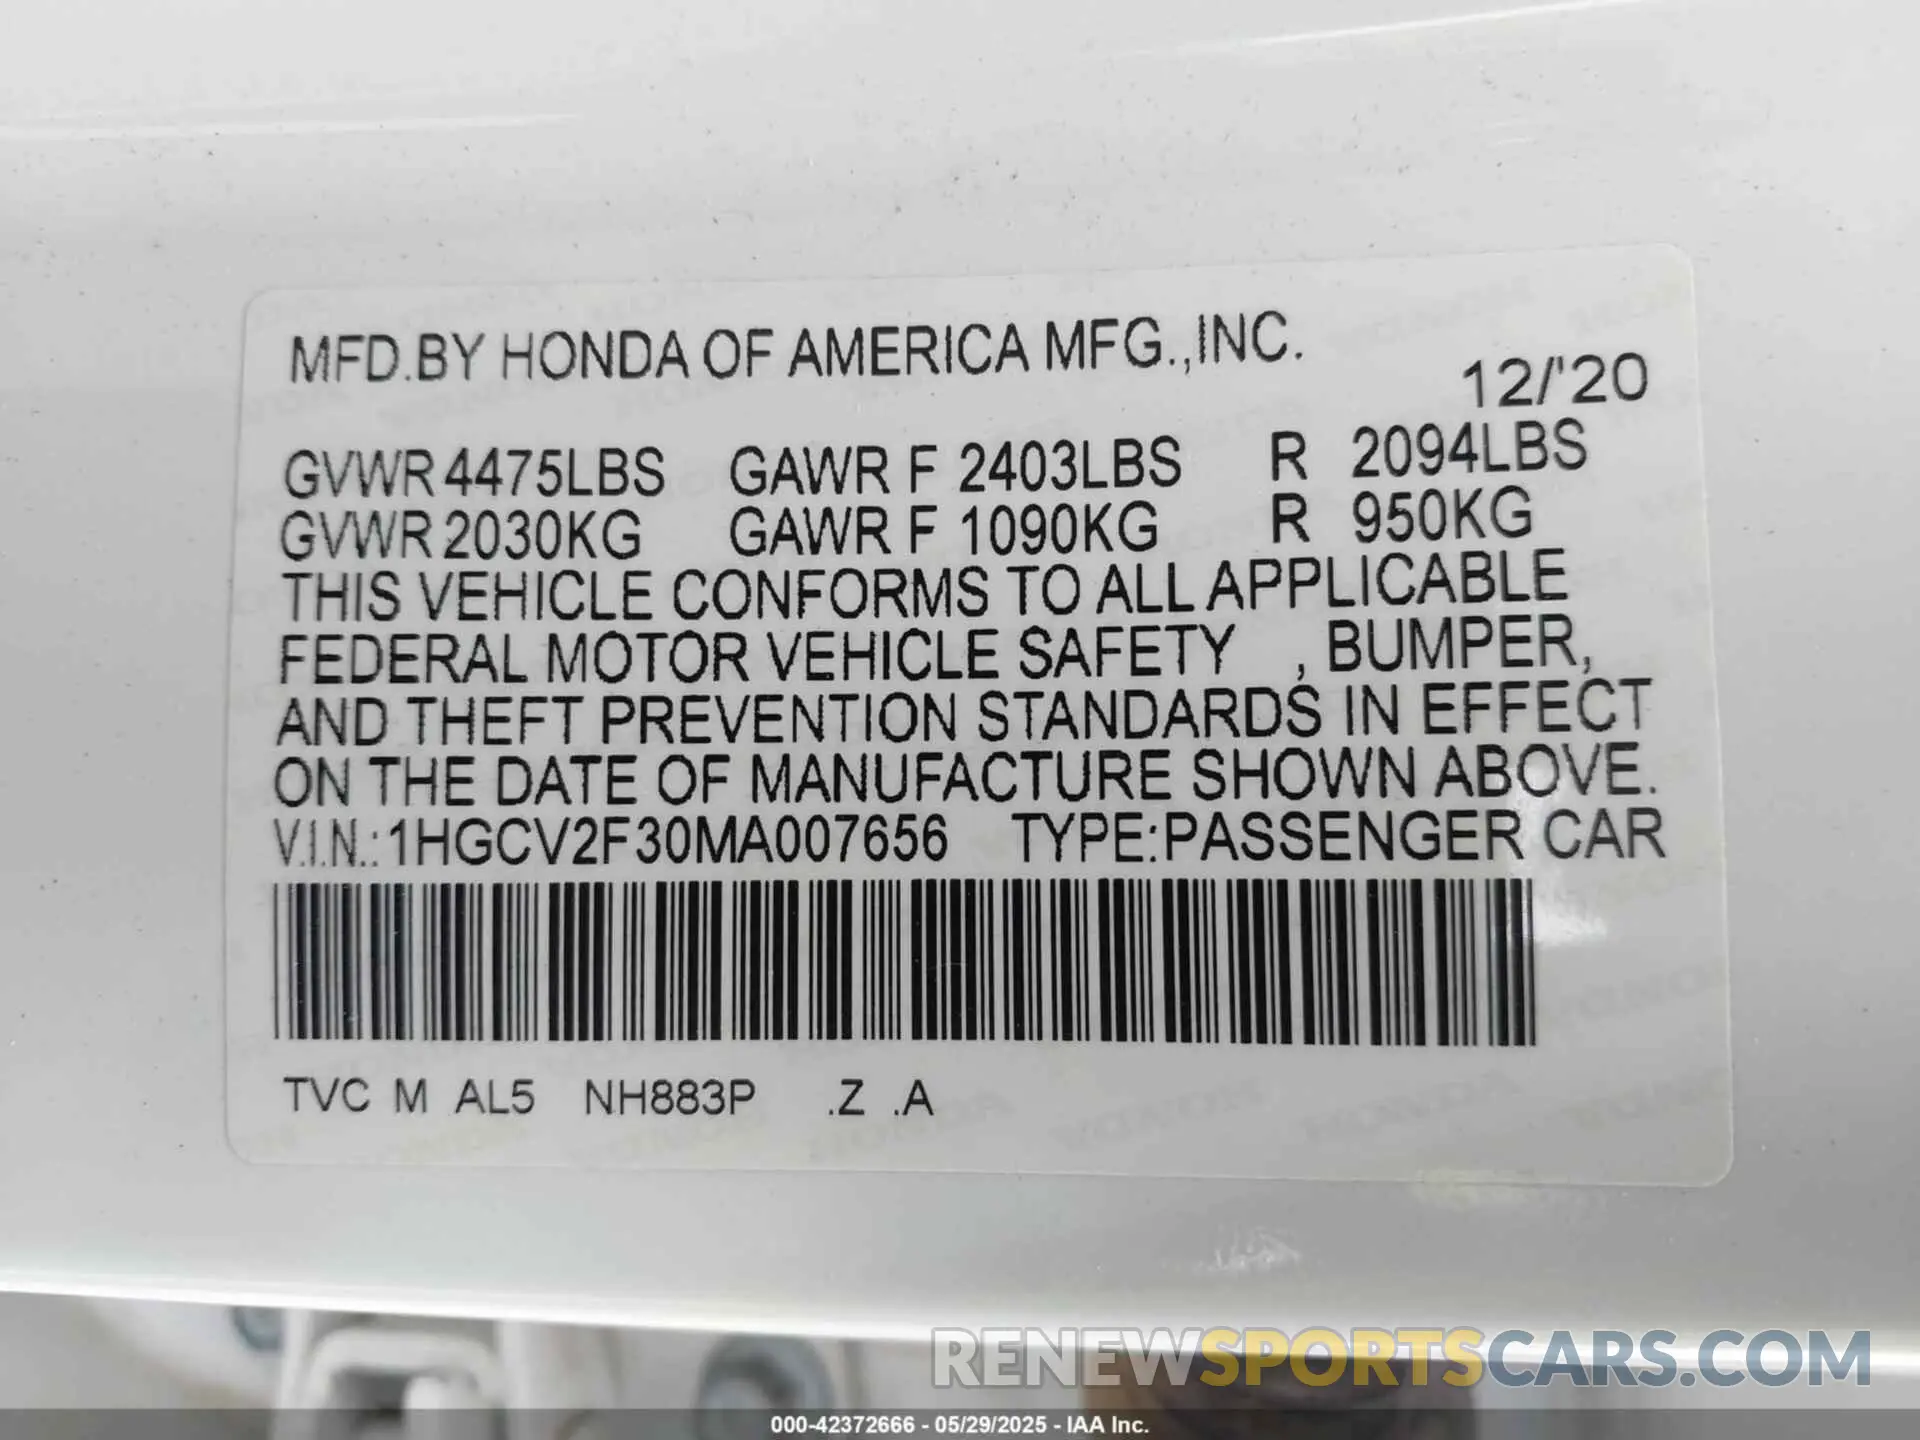 MFD.BY HONDA OF AMERICA MFG.,INC.
12/'20
GVWR 4475LBS GAWR F 2403LBS R 2094LBS
GVWR 2030KG GAWR F 1090KG R 950KG
THIS VEHICLE CONFORMS TO ALL APPLICABLE
FEDERAL MOTOR VEHICLE SAFETY , BUMPER,
AND THEFT PREVENTION STANDARDS IN EFFECT
ON THE DATE OF MANUFACTURE SHOWN ABOVE.
V.I.N.:1HGCV2F30MA007656 TYPE:PASSENGER CAR
TVC M AL5 NH883P .Z .A
RENEWSPORTSCARS.COM
000-42372666 - 05/29/2025 - IAA Inc.